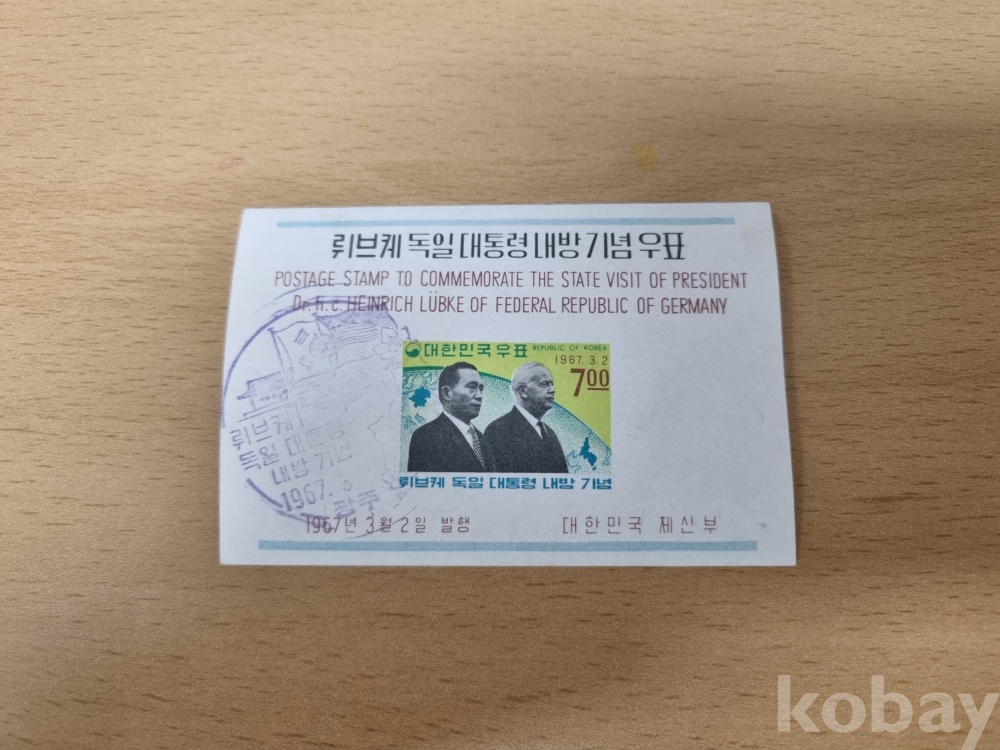 뤼브케 독일 대통령 내방 기념 우표
POSTAGE STAMP TO COMMEMORATE THE STATE VISIT OF PRESIDENT
Dr. h. c. HEINRICH LÜBKE OF FEDERAL REPUBLIC OF GERMANY
대한민국우표 REPUBLIC OF KOREA
1967. 3. 2
7 00
뤼브케 독일 대통령 내방 기념
뤼브케
독일 대통령
내방 기념
1967.
광주
1967년 3월 2일 발행
대한민국 체신부
kobay